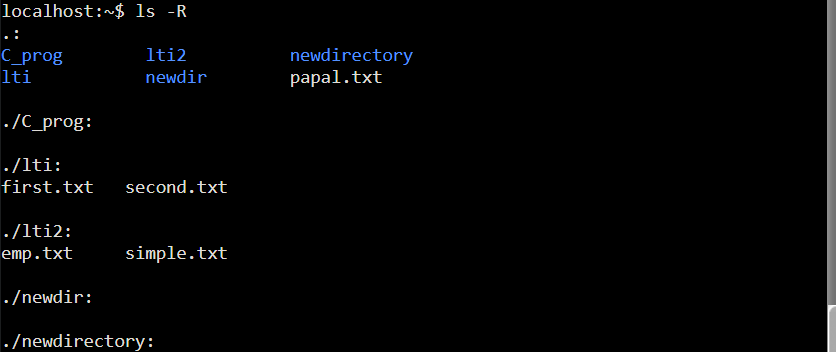 localhost:~$ ls -R
.:
C_prog lti2 newdirectory
lti newdir papal.txt
./C_prog:
./lti:
first.txt second.txt
./lti2:
emp.txt simple.txt
./newdir:
./newdirectory: